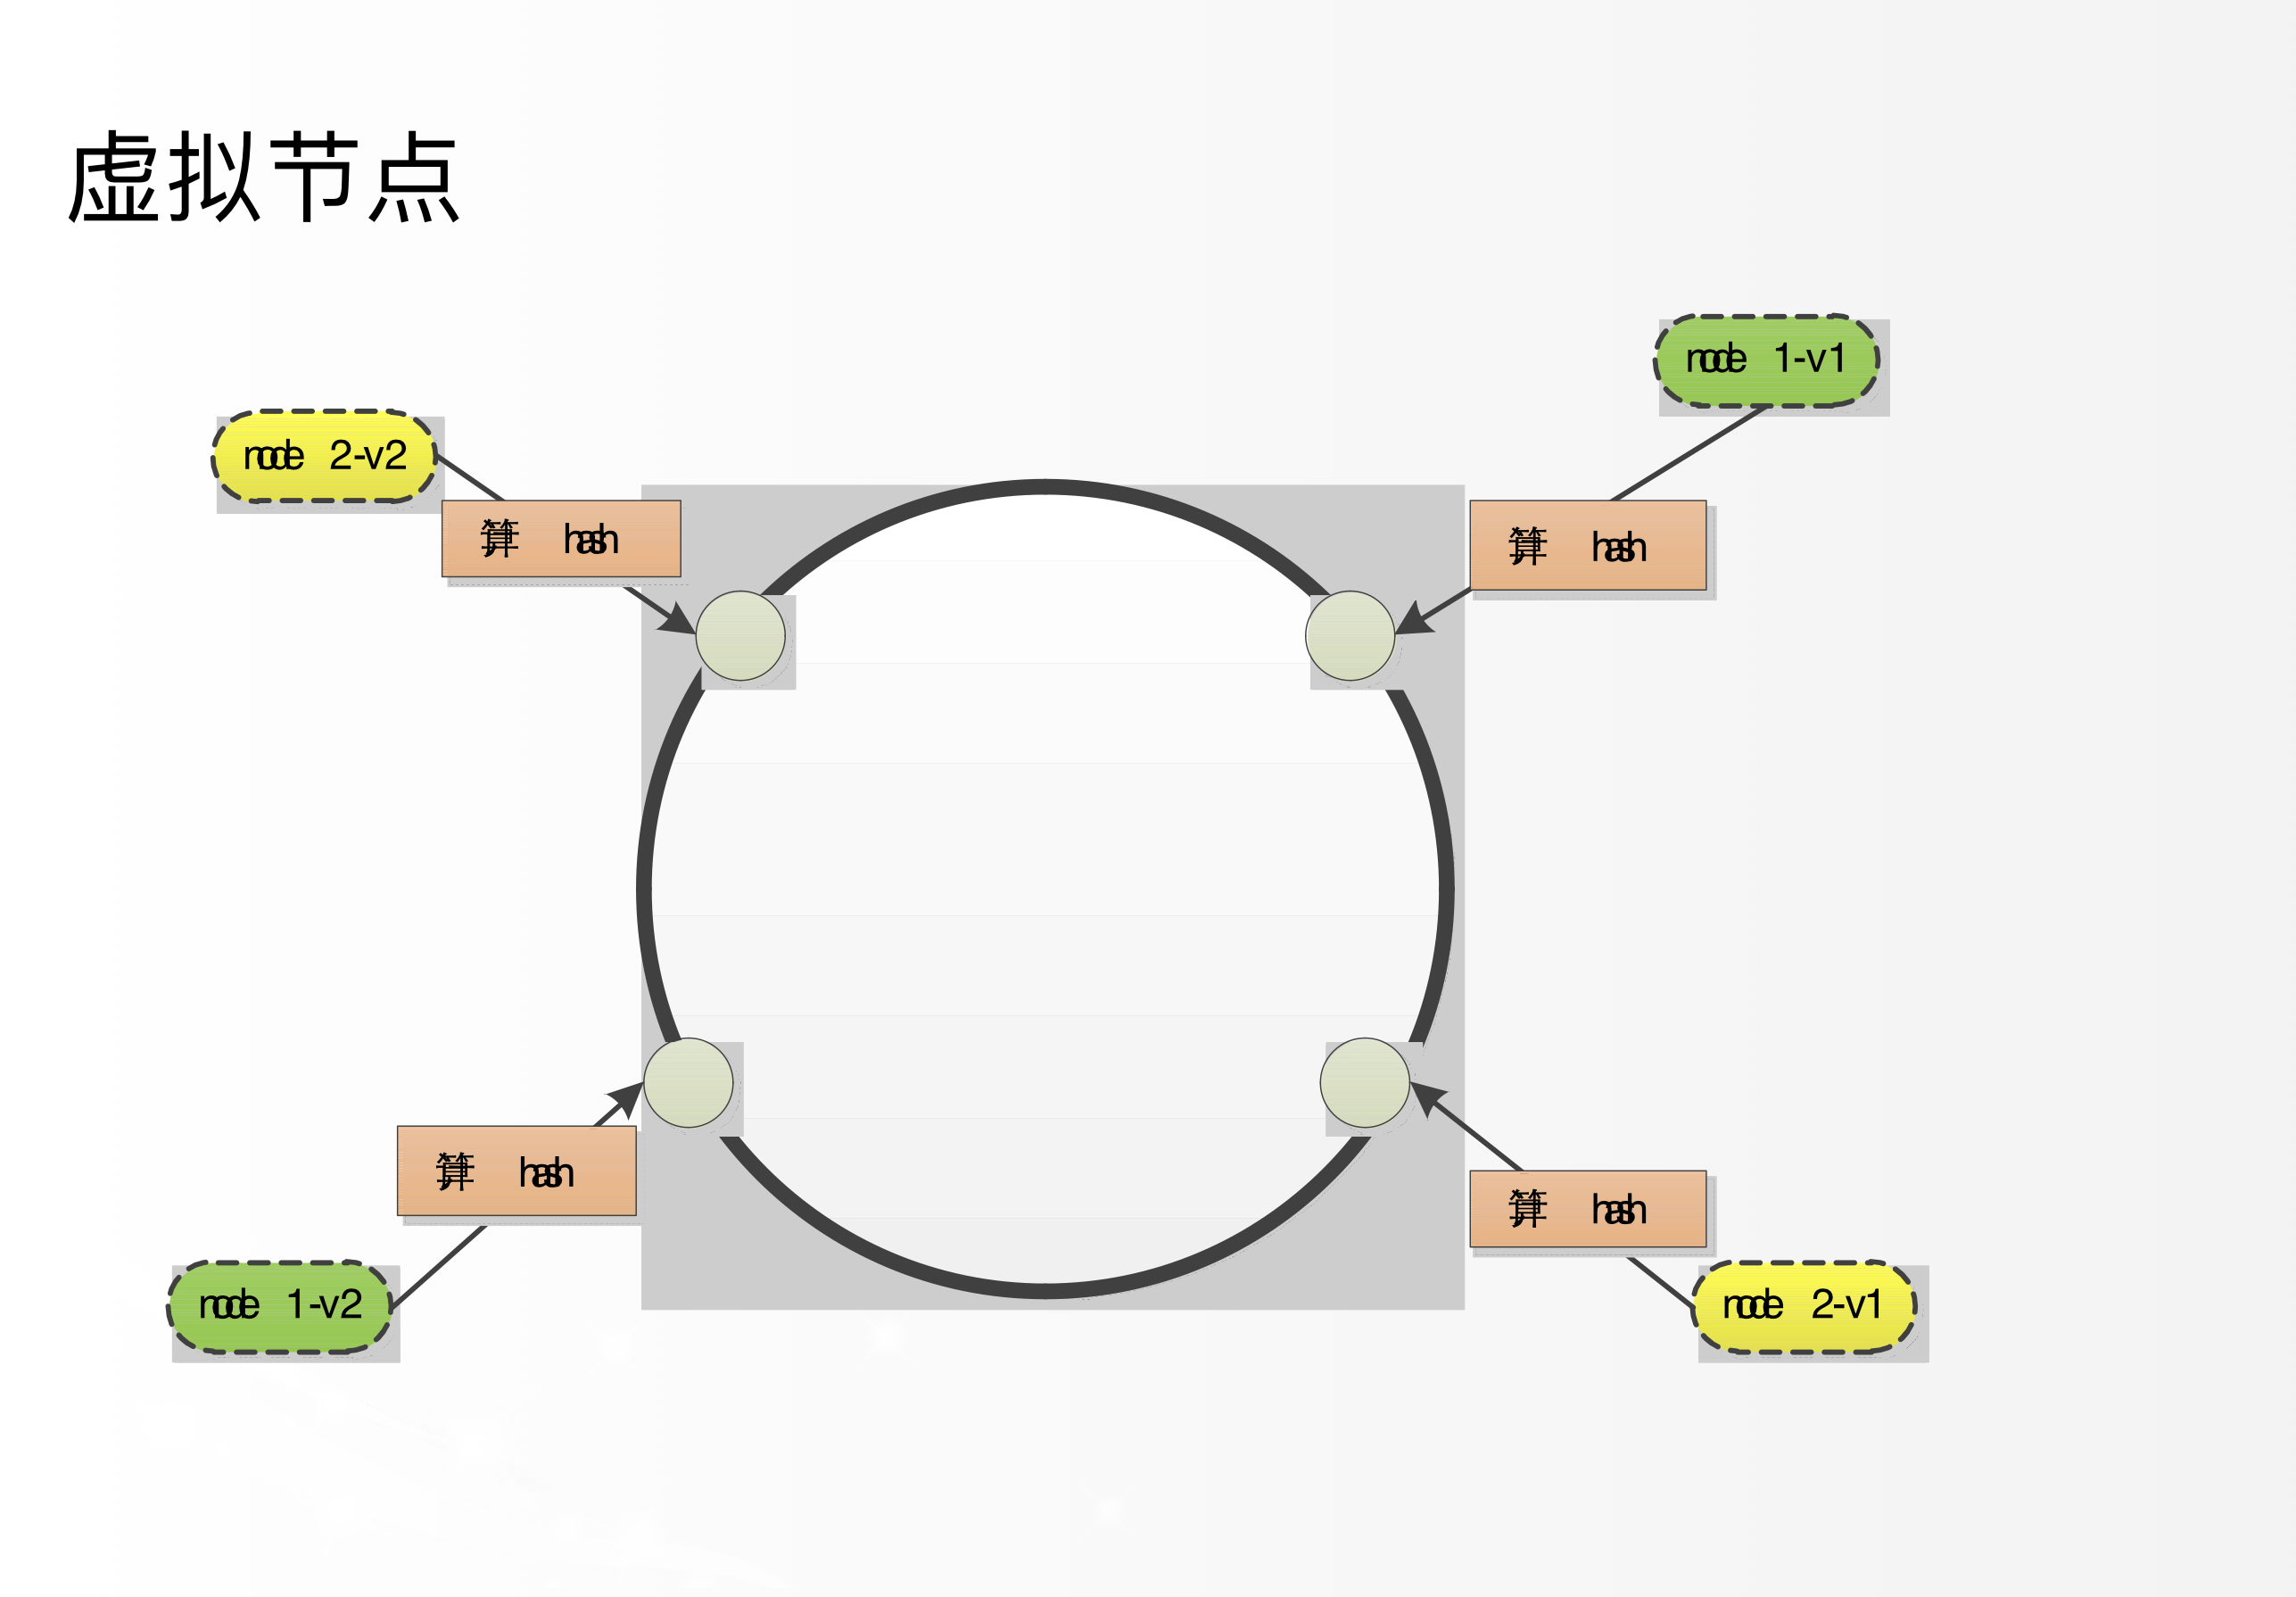 虚拟节点
node 1-v1
node 2-v2
算 hash
算 hash
算 hash
算 hash
node 1-v2
node 2-v1